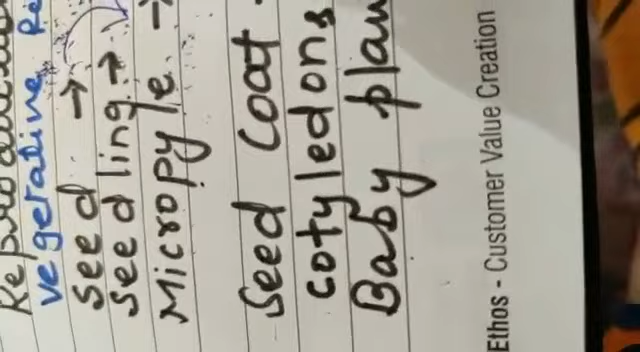 vegetative
seed →
seedling →
Micropyle →
Seed coat
cotyledons
Baby plan
Ethos - Customer Value Creation